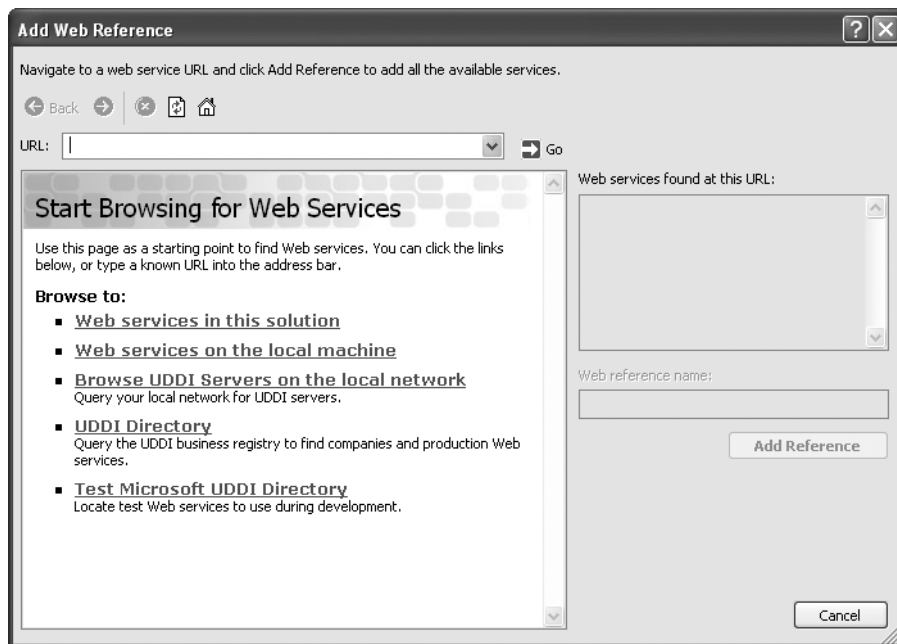 Add Web Reference
Navigate to a web service URL and click Add Reference to add all the available services.
Back
URL:
Go
Start Browsing for Web Services
Use this page as a starting point to find Web services. You can click the links
below, or type a known URL into the address bar.
Browse to:
Web services in this solution
Web services on the local machine
Browse UDDI Servers on the local network
Query your local network for UDDI servers.
UDDI Directory
Query the UDDI business registry to find companies and production Web
services.
Test Microsoft UDDI Directory
Locate test Web services to use during development.
Web services found at this URL:
Web reference name:
Add Reference
Cancel